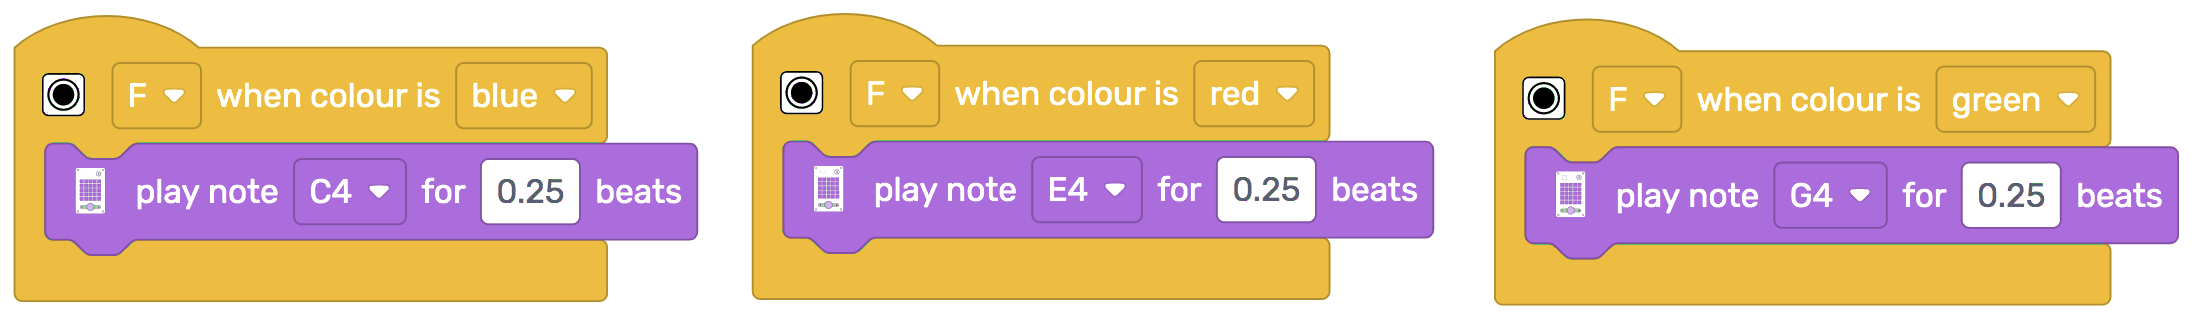 F when colour is blue
play note C4 for 0.25 beats
F when colour is red
play note E4 for 0.25 beats
F when colour is green
play note G4 for 0.25 beats